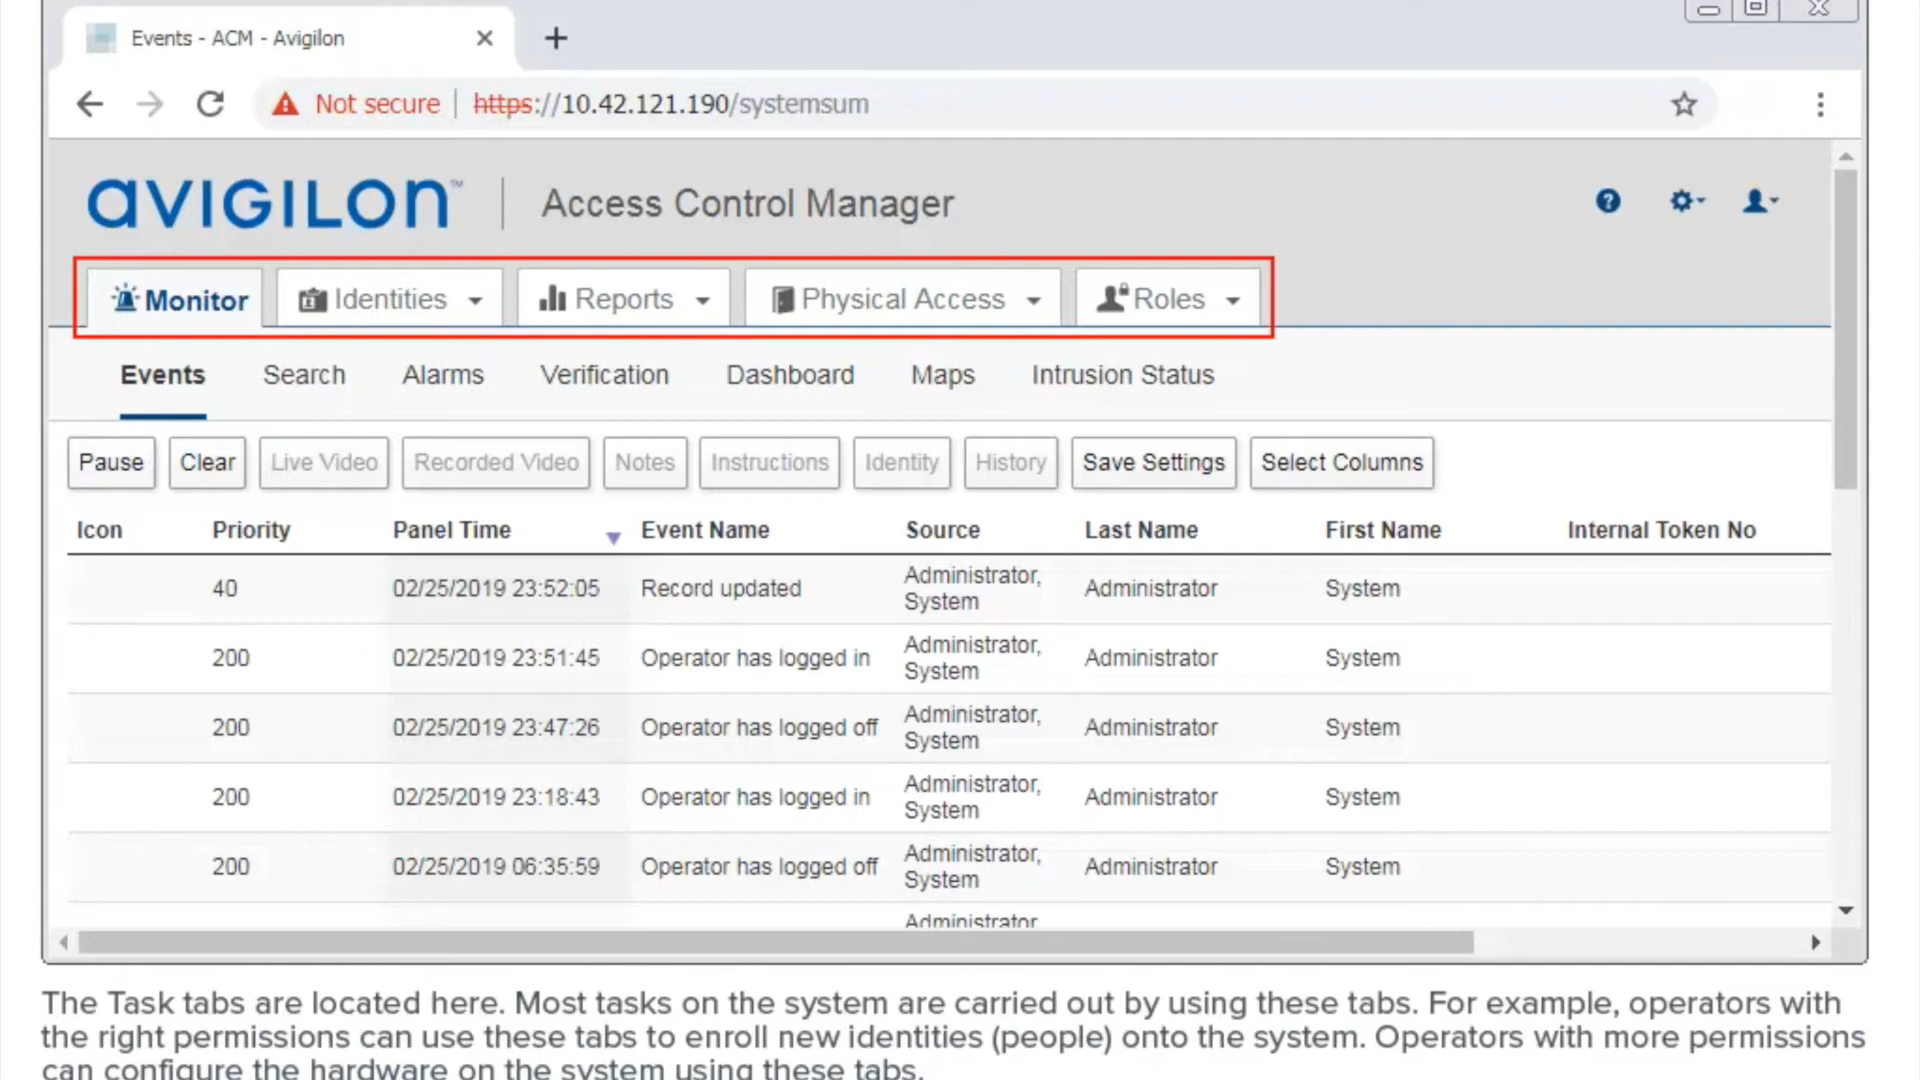 Events - ACM - Avigilon
Not secure | https://10.42.121.190/systemsum
AVIGILON™ Access Control Manager
Monitor Identities Reports Physical Access Roles
Events Search Alarms Verification Dashboard Maps Intrusion Status
Pause Clear Live Video Recorded Video Notes Instructions Identity History Save Settings Select Columns
Icon Priority Panel Time Event Name Source Last Name First Name Internal Token No
40 02/25/2019 23:52:05 Record updated Administrator, System Administrator System
200 02/25/2019 23:51:45 Operator has logged in Administrator, System Administrator System
200 02/25/2019 23:47:26 Operator has logged off Administrator, System Administrator System
200 02/25/2019 23:18:43 Operator has logged in Administrator, System Administrator System
200 02/25/2019 06:35:59 Operator has logged off Administrator, System Administrator System
Administrator
The Task tabs are located here. Most tasks on the system are carried out by using these tabs. For example, operators with
the right permissions can use these tabs to enroll new identities (people) onto the system. Operators with more permissions
can configure the hardware on the system using these tabs.